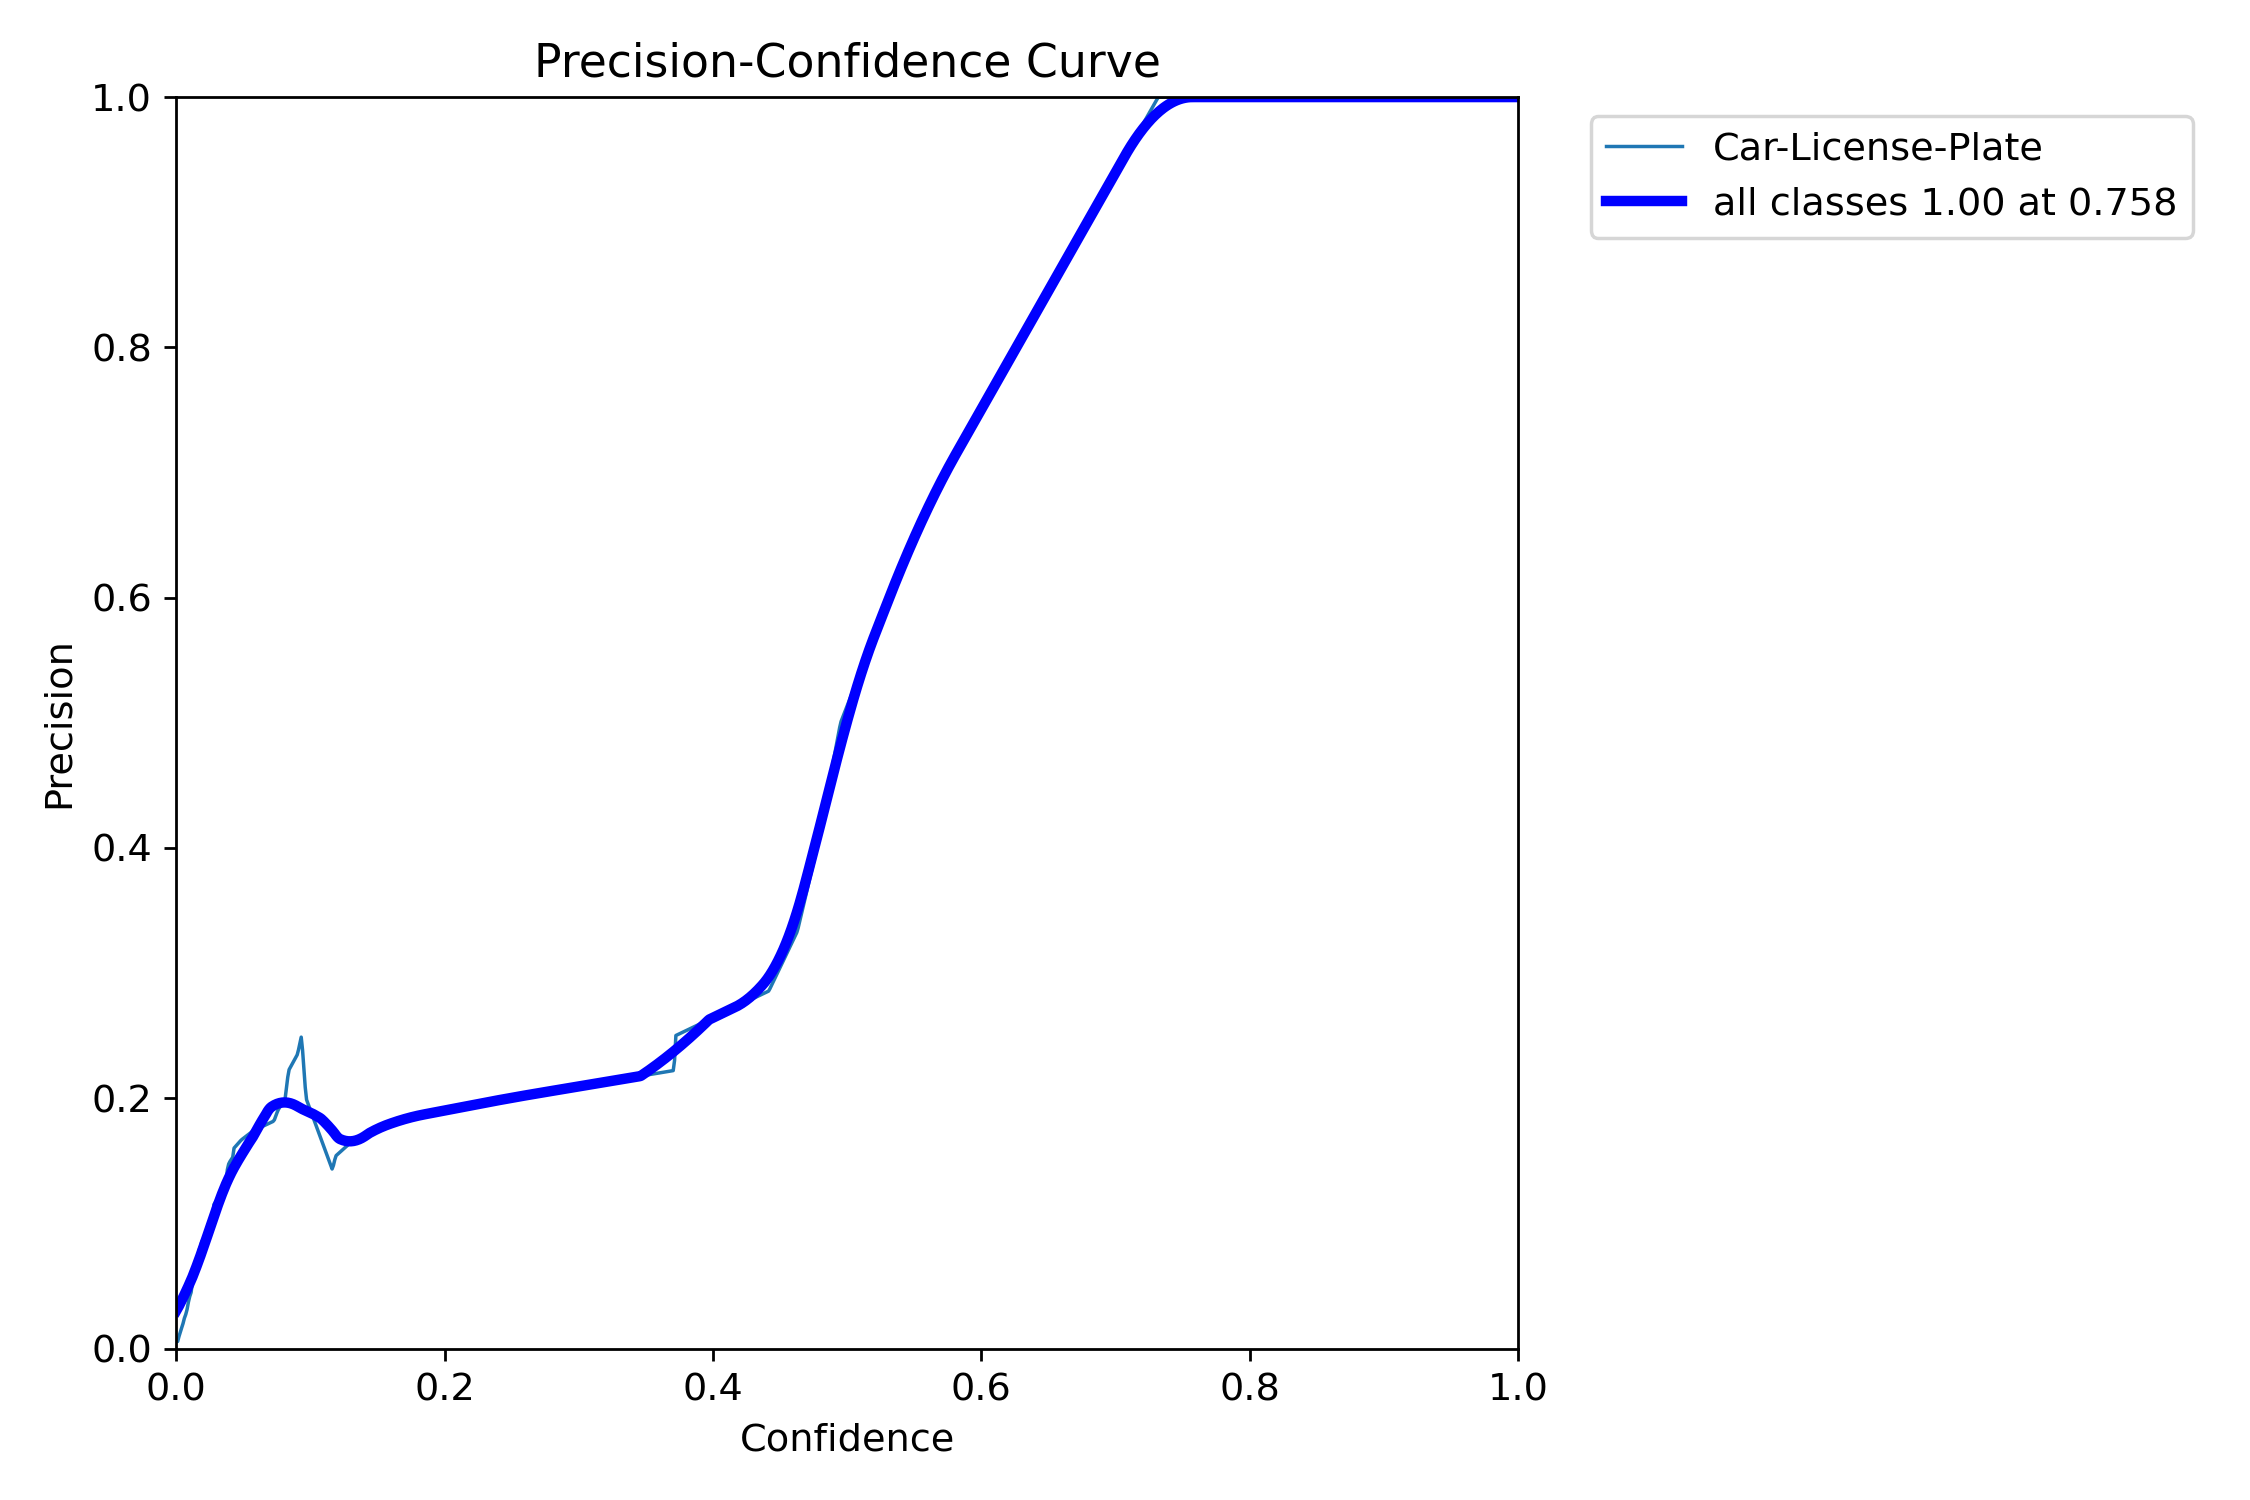 Precision-Confidence Curve
1.0
0.8
0.6
0.4
0.2
0.0
Precision
0.0 0.2 0.4 0.6 0.8 1.0
Confidence
Car-License-Plate
all classes 1.00 at 0.758